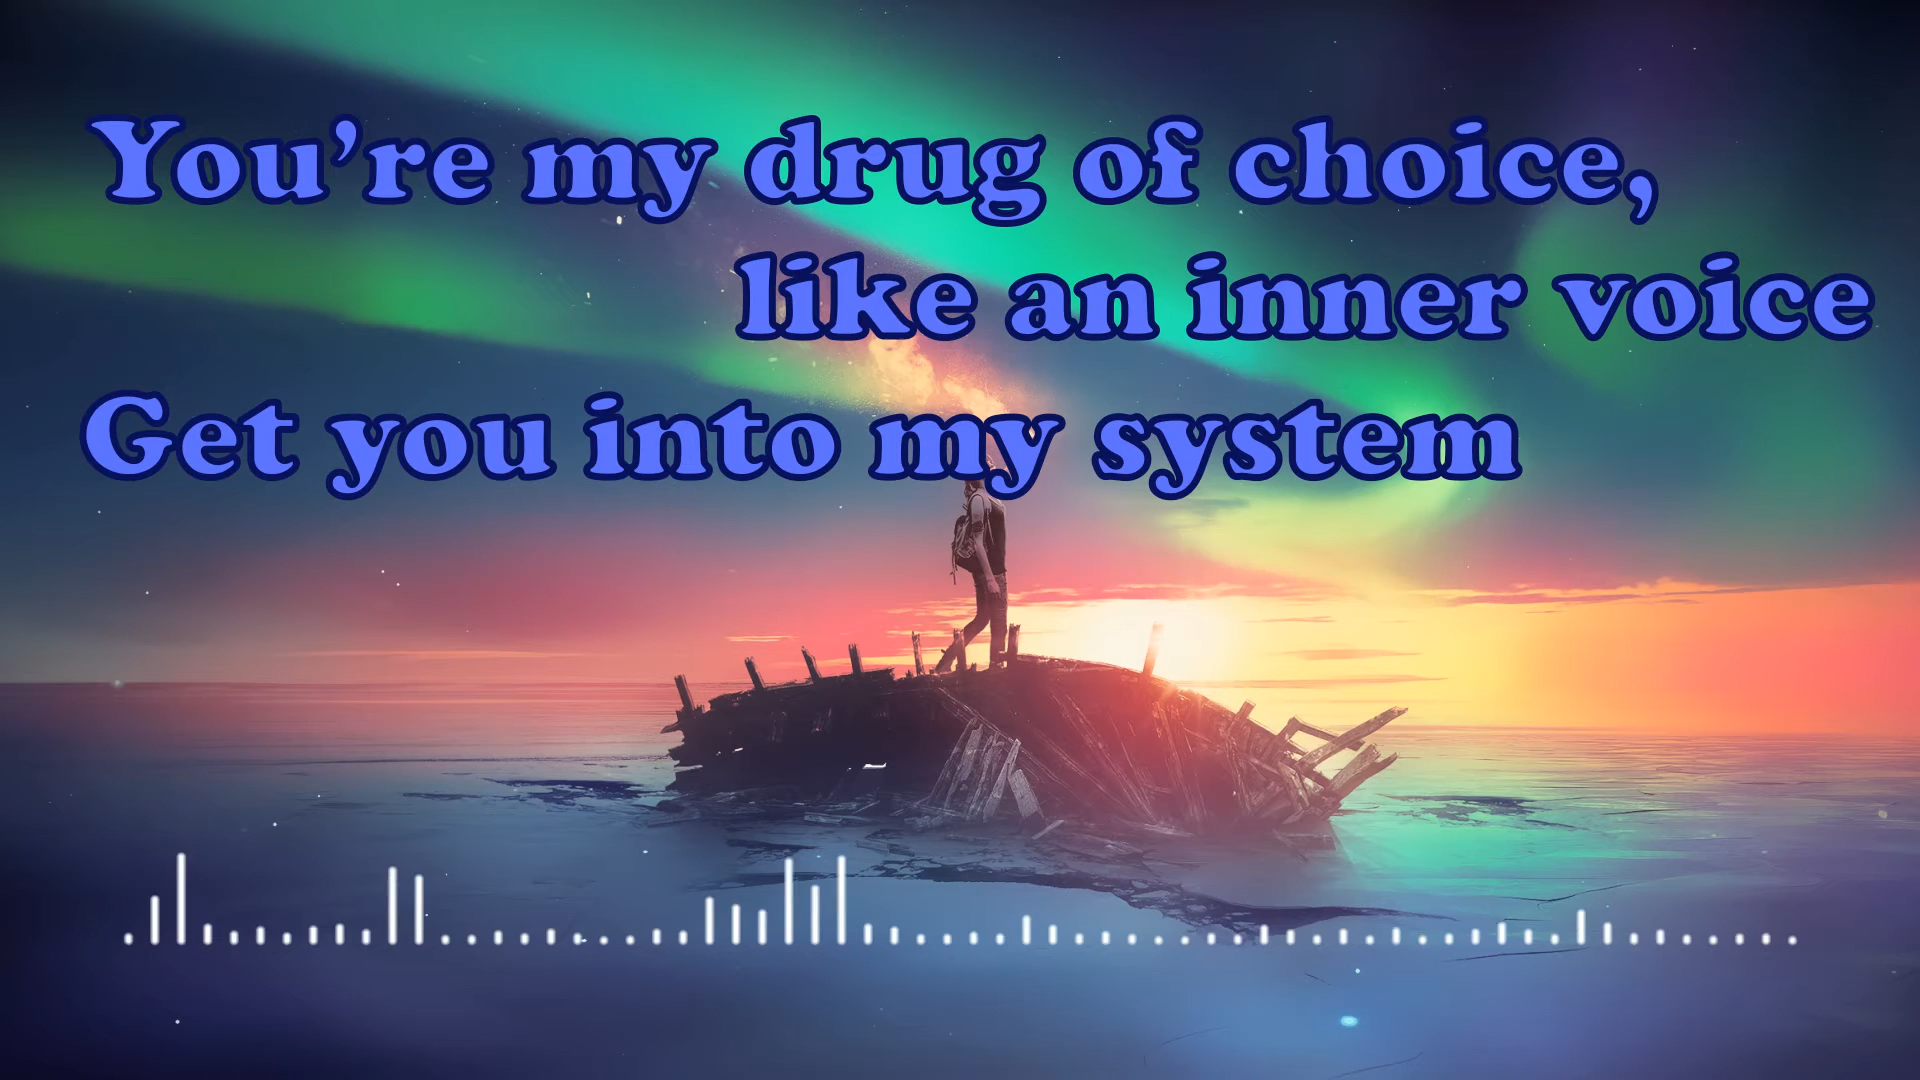 You’re my drug of choice,
like an inner voice
Get you into my system